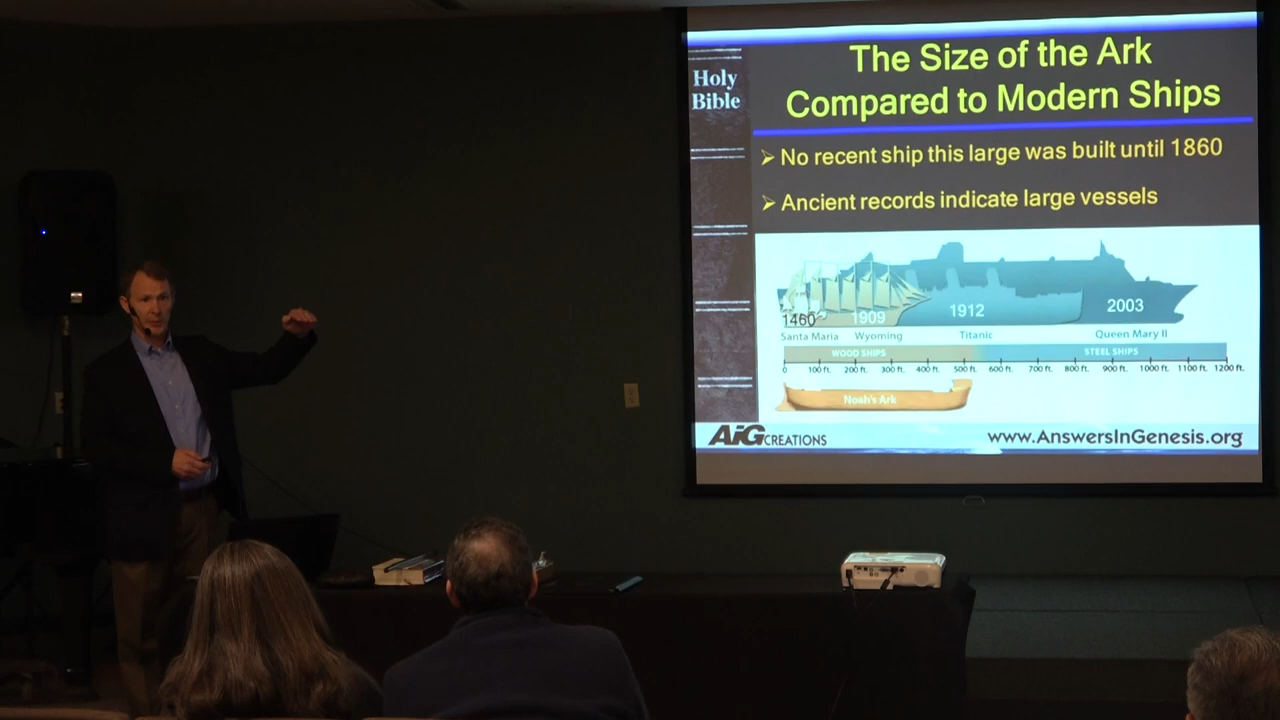 Holy
Bible
The Size of the Ark
Compared to Modern Ships
➢ No recent ship this large was built until 1860
➢ Ancient records indicate large vessels
1460
1909
1912
2003
Santa Maria
Wyoming
Titanic
Queen Mary II
WOOD SHIPS
STEEL SHIPS
0 100 ft. 200 ft. 300 ft. 400 ft. 500 ft. 600 ft. 700 ft. 800 ft. 900 ft. 1000 ft. 1100 ft. 1200 ft.
Noah's Ark
AiG CREATIONS
www.AnswersInGenesis.org